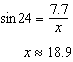 sin 24 = 7.7/x
x ≈ 18.9